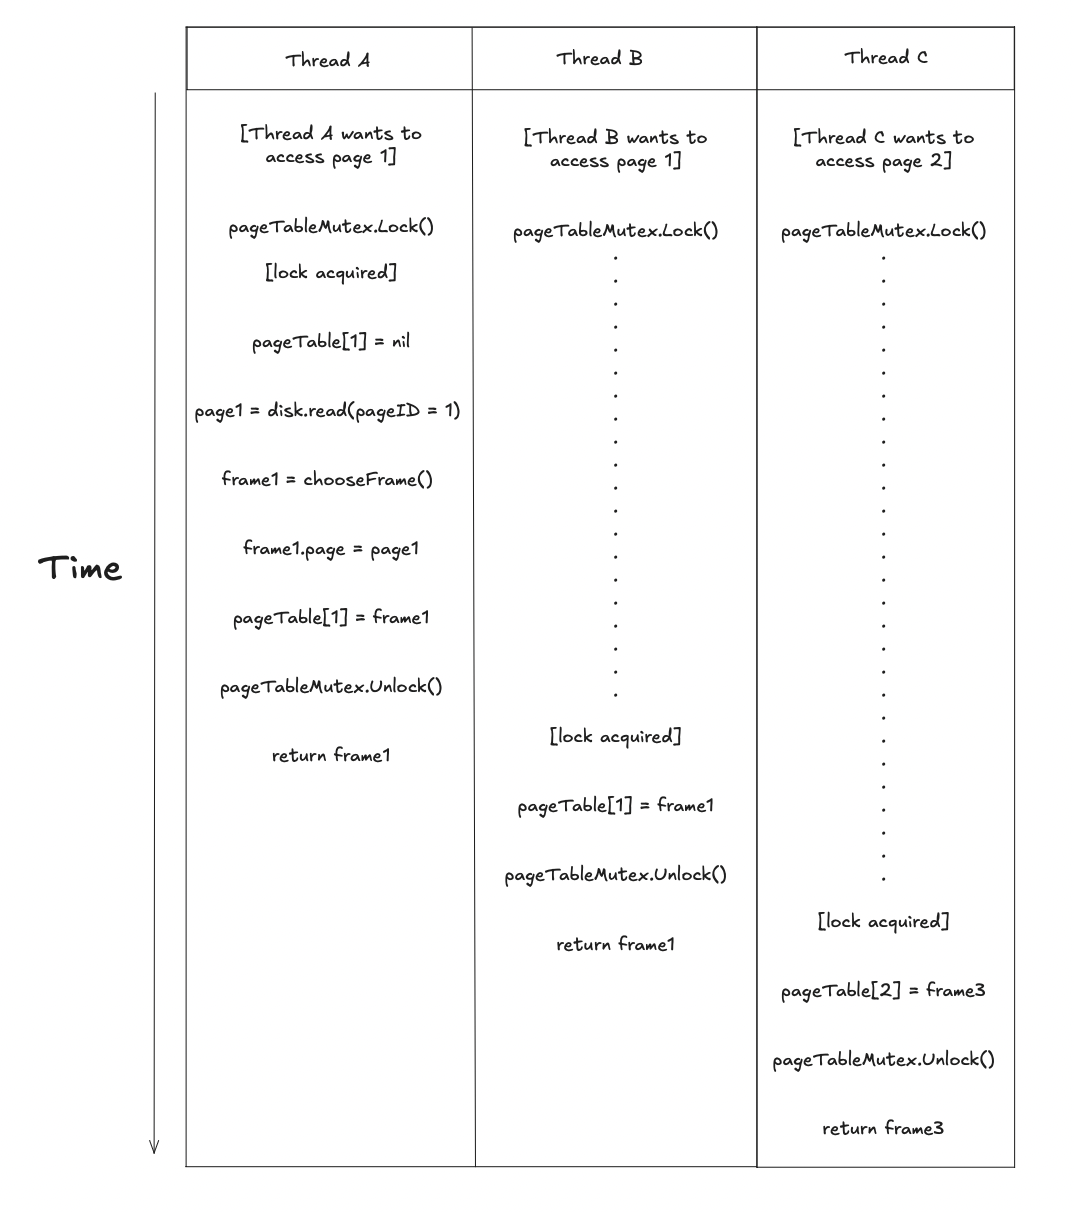 Thread A
Thread B
Thread C
[Thread A wants to
access page 1]
pageTableMutex.Lock()
[lock acquired]
pageTable[1] = nil
page1 = disk.read(pageID = 1)
frame1 = chooseFrame()
frame1.page = page1
pageTable[1] = frame1
pageTableMutex.Unlock()
return frame1
[Thread B wants to
access page 1]
pageTableMutex.Lock()
[lock acquired]
pageTable[1] = frame1
pageTableMutex.Unlock()
return frame1
[Thread C wants to
access page 2]
pageTableMutex.Lock()
[lock acquired]
pageTable[2] = frame3
pageTableMutex.Unlock()
return frame3
Time